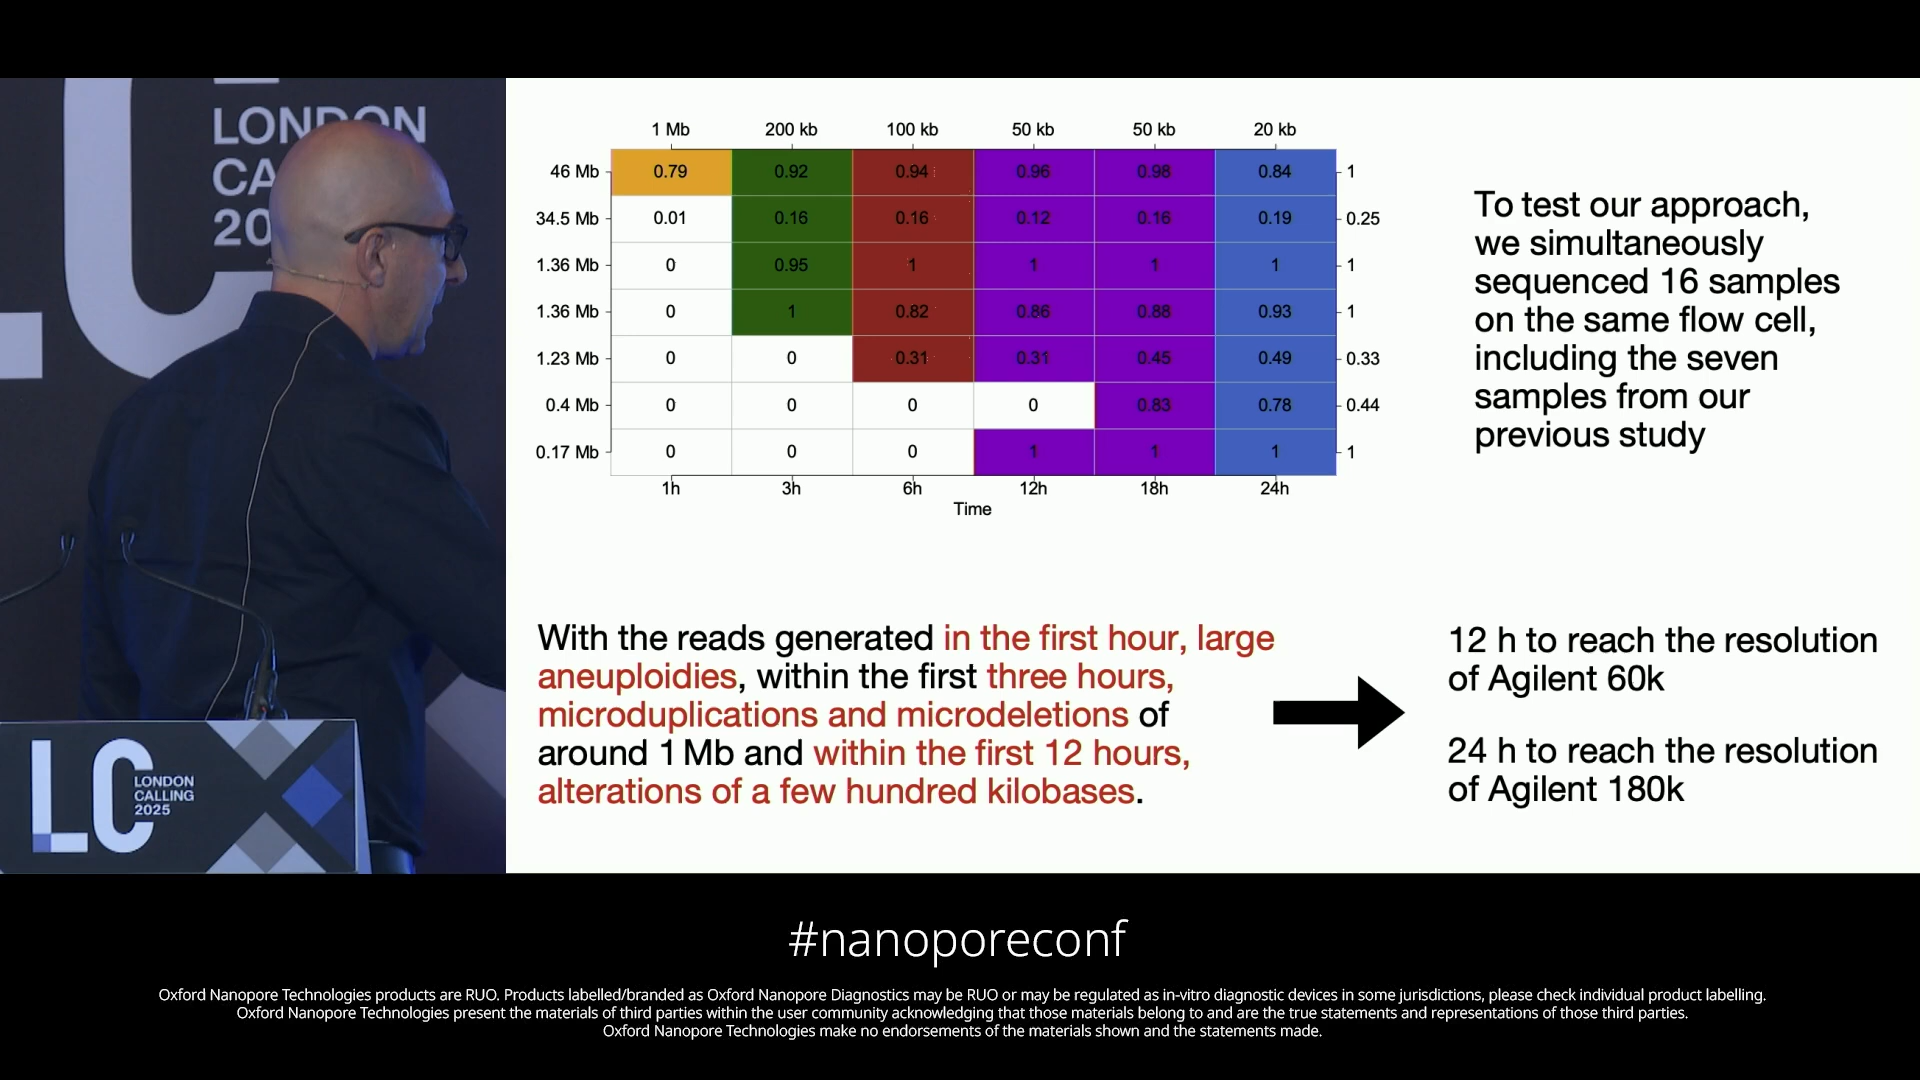 LONDON
CA
20
1 Mb 200 kb 100 kb 50 kb 50 kb 20 kb
46 Mb 0.79 0.92 0.94 0.96 0.98 0.84 1
34.5 Mb 0.01 0.16 0.16 0.12 0.16 0.19 0.25
1.36 Mb 0 0.95 1 1 1 1 1
1.36 Mb 0 1 0.82 0.86 0.88 0.93 1
1.23 Mb 0 0 0.31 0.31 0.45 0.49 0.33
0.4 Mb 0 0 0 0 0.83 0.78 0.44
0.17 Mb 0 0 0 1 1 1 1
1h 3h 6h 12h 18h 24h
Time
To test our approach,
we simultaneously
sequenced 16 samples
on the same flow cell,
including the seven
samples from our
previous study
With the reads generated in the first hour, large
aneuploidies, within the first three hours,
microduplications and microdeletions of
around 1 Mb and within the first 12 hours,
alterations of a few hundred kilobases.
12 h to reach the resolution
of Agilent 60k
24 h to reach the resolution
of Agilent 180k
LC
LONDON
CALLING
2025
#nanoporeconf
Oxford Nanopore Technologies products are RUO. Products labelled/branded as Oxford Nanopore Diagnostics may be RUO or may be regulated as in-vitro diagnostic devices in some jurisdictions, please check individual product labelling.
Oxford Nanopore Technologies present the materials of third parties within the user community acknowledging that those materials belong to and are the true statements and representations of those third parties.
Oxford Nanopore Technologies make no endorsements of the materials shown and the statements made.